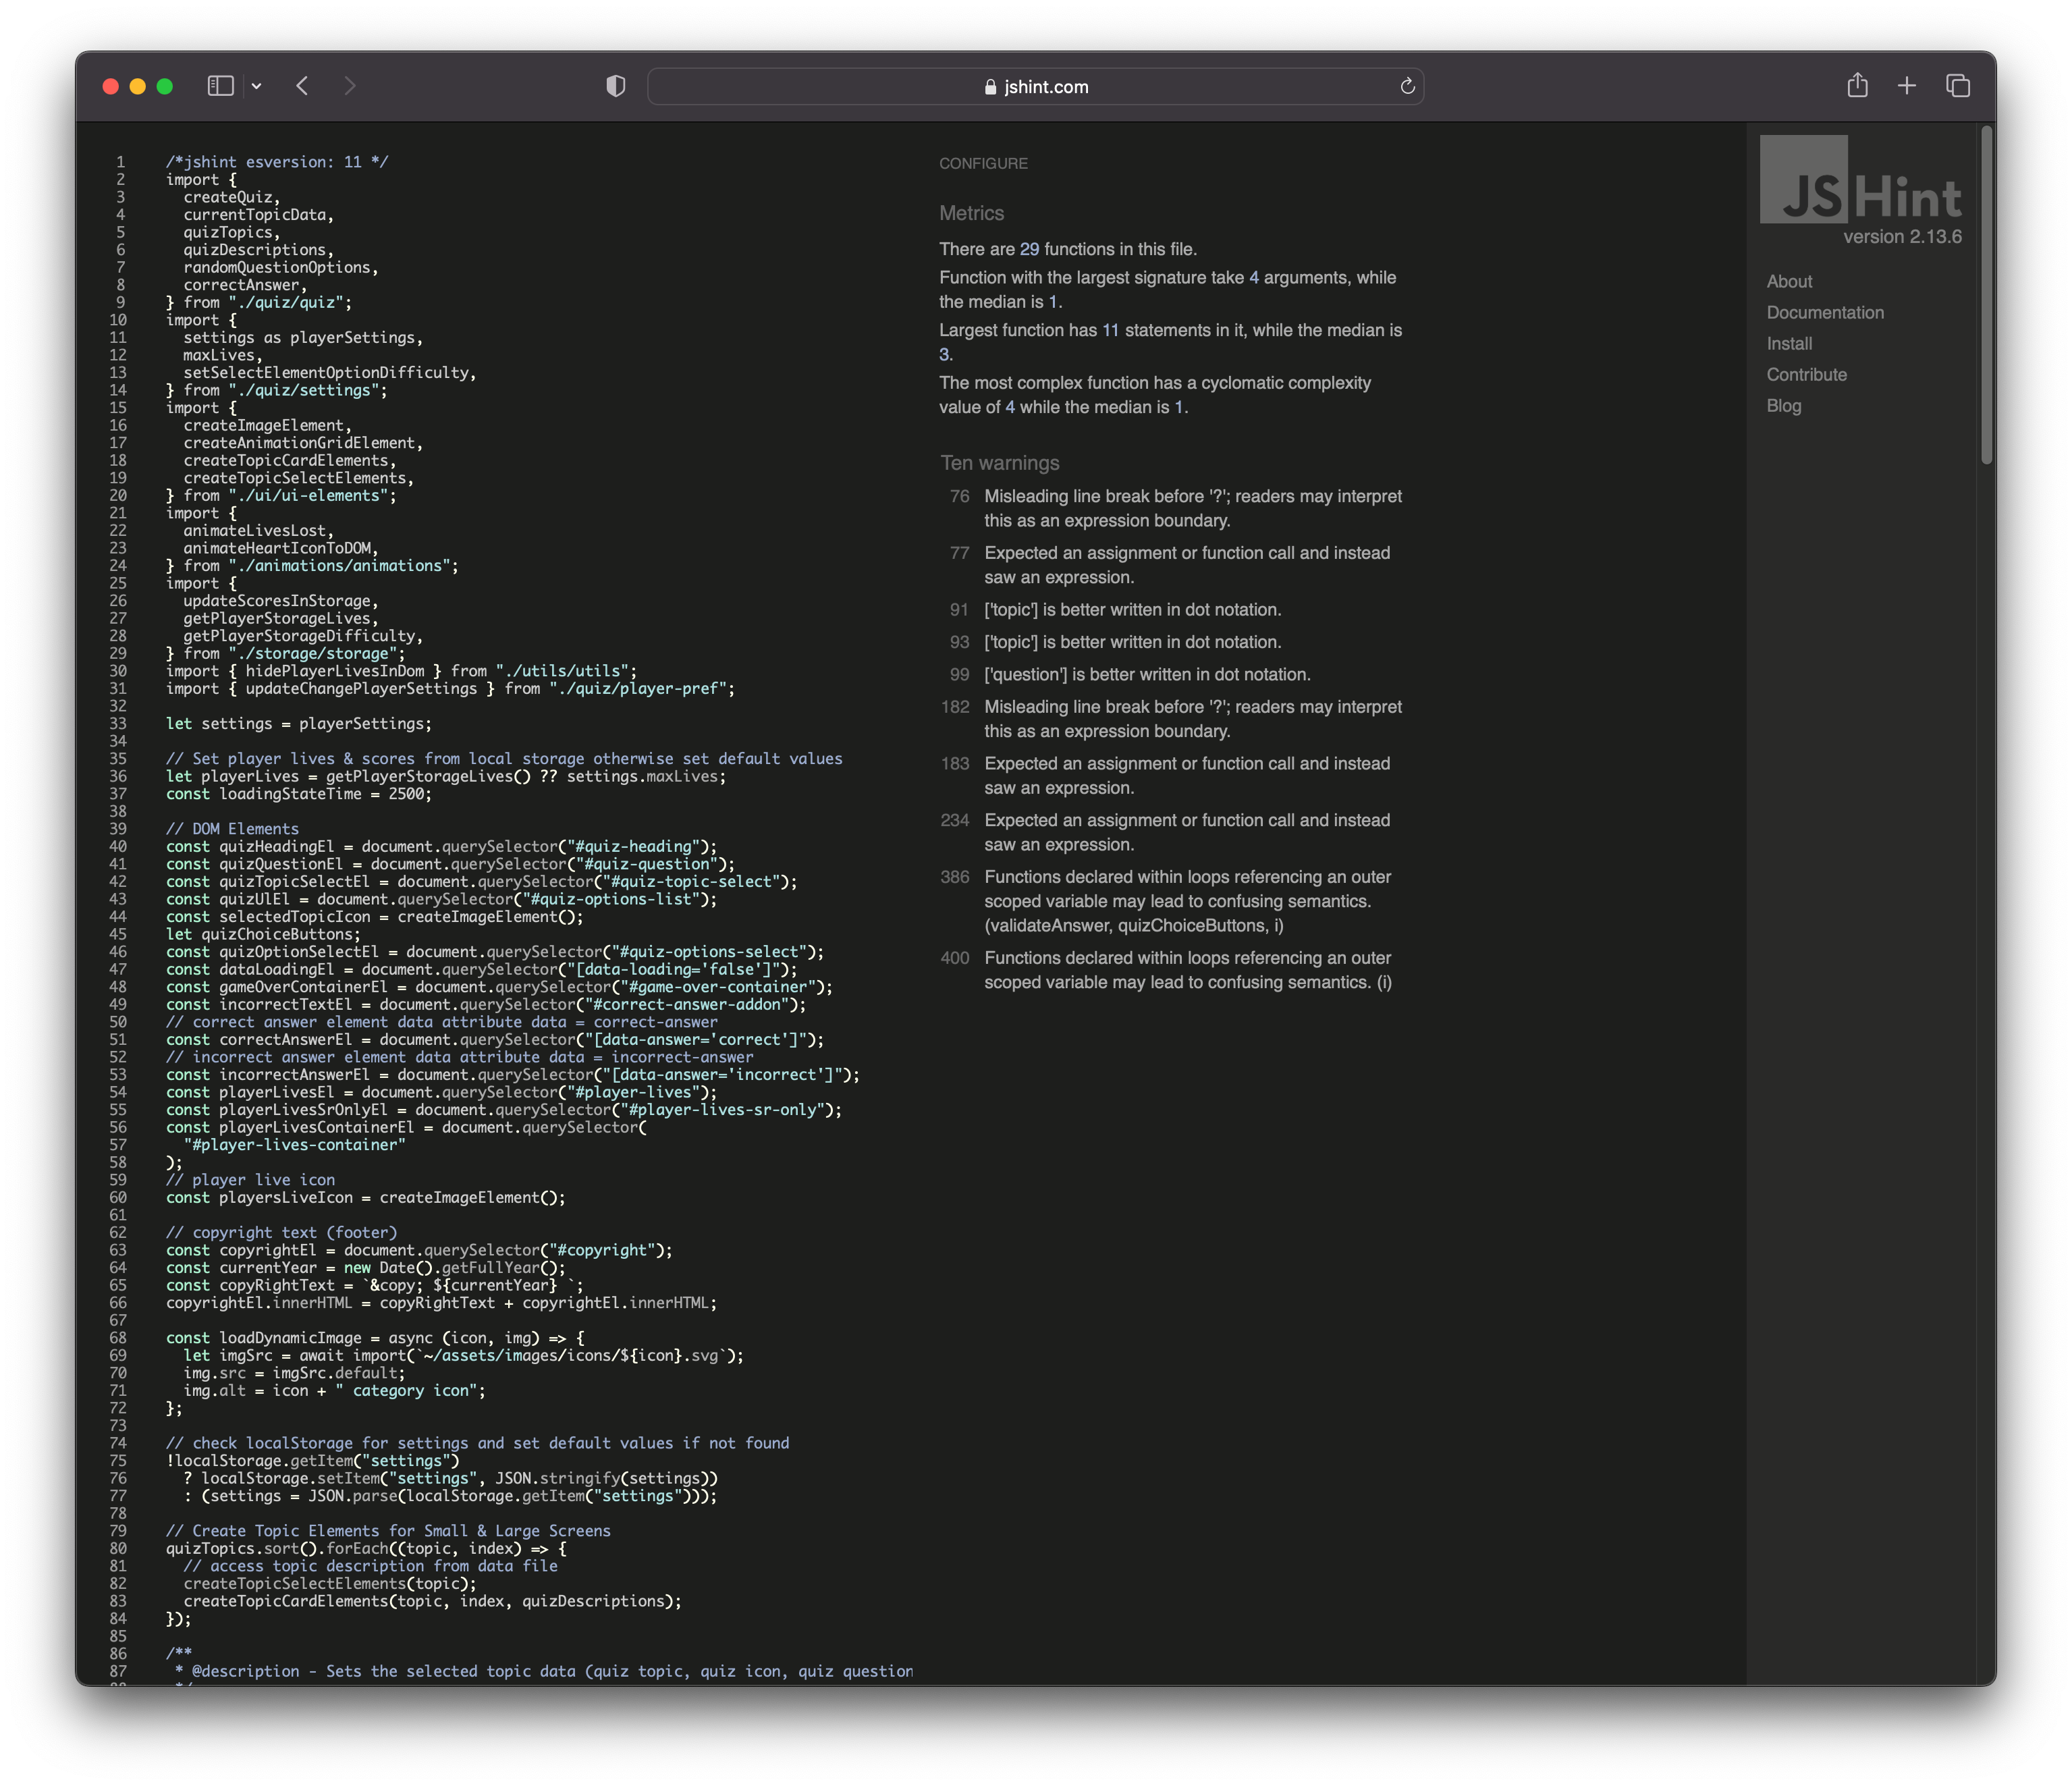 jshint.com
1 /*jshint esversion: 11 */
2 import {
3 createQuiz,
4 currentTopicData,
5 quizTopics,
6 quizDescriptions,
7 randomQuestionOptions,
8 correctAnswer,
9 } from "./quiz/quiz";
10 import {
11 settings as playerSettings,
12 maxLives,
13 setSelectElementOptionDifficulty,
14 } from "./quiz/settings";
15 import {
16 createImageElement,
17 createAnimationGridElement,
18 createTopicCardElements,
19 createTopicSelectElements,
20 } from "./ui/ui-elements";
21 import {
22 animateLivesLost,
23 animateHeartIconToDOM,
24 } from "./animations/animations";
25 import {
26 updateScoresInStorage,
27 getPlayerStorageLives,
28 getPlayerStorageDifficulty,
29 } from "./storage/storage";
30 import { hidePlayerLivesInDom } from "./utils/utils";
31 import { updateChangePlayerSettings } from "./quiz/player-pref";
32
33 let settings = playerSettings;
34
35 // Set player lives & scores from local storage otherwise set default values
36 let playerLives = getPlayerStorageLives() ?? settings.maxLives;
37 const loadingStateTime = 2500;
38
39 // DOM Elements
40 const quizHeadingEl = document.querySelector("#quiz-heading");
41 const quizQuestionEl = document.querySelector("#quiz-question");
42 const quizTopicSelectEl = document.querySelector("#quiz-topic-select");
43 const quizUlEl = document.querySelector("#quiz-options-list");
44 const selectedTopicIcon = createImageElement();
45 let quizChoiceButtons;
46 const quizOptionSelectEl = document.querySelector("#quiz-options-select");
47 const dataLoadingEl = document.querySelector("[data-loading='false']");
48 const gameOverContainerEl = document.querySelector("#game-over-container");
49 const incorrectTextEl = document.querySelector("#correct-answer-addon");
50 // correct answer element data attribute data = correct-answer
51 const correctAnswerEl = document.querySelector("[data-answer='correct']");
52 // incorrect answer element data attribute data = incorrect-answer
53 const incorrectAnswerEl = document.querySelector("[data-answer='incorrect']");
54 const playerLivesEl = document.querySelector("#player-lives");
55 const playerLivesSrOnlyEl = document.querySelector("#player-lives-sr-only");
56 const playerLivesContainerEl = document.querySelector(
57 "#player-lives-container"
58 );
59 // player live icon
60 const playersLiveIcon = createImageElement();
61
62 // copyright text (footer)
63 const copyrightEl = document.querySelector("#copyright");
64 const currentYear = new Date().getFullYear();
65 const copyRightText = `&copy; ${currentYear} `;
66 copyrightEl.innerHTML = copyRightText + copyrightEl.innerHTML;
67
68 const loadDynamicImage = async (icon, img) => {
69 let imgSrc = await import(`~/assets/images/icons/${icon}.svg`);
70 img.src = imgSrc.default;
71 img.alt = icon + " category icon";
72 };
73
74 // check localStorage for settings and set default values if not found
75 !localStorage.getItem("settings")
76 ? localStorage.setItem("settings", JSON.stringify(settings))
77 : (settings = JSON.parse(localStorage.getItem("settings")));
78
79 // Create Topic Elements for Small & Large Screens
80 quizTopics.sort().forEach((topic, index) => {
81 // access topic description from data file
82 createTopicSelectElements(topic);
83 createTopicCardElements(topic, index, quizDescriptions);
84 });
85
86 /**
87 * @description - Sets the selected topic data (quiz topic, quiz icon, quiz question
CONFIGURE
Metrics
There are 29 functions in this file.
Function with the largest signature take 4 arguments, while
the median is 1.
Largest function has 11 statements in it, while the median is
3.
The most complex function has a cyclomatic complexity
value of 4 while the median is 1.
Ten warnings
76 Misleading line break before '?'; readers may interpret
this as an expression boundary.
77 Expected an assignment or function call and instead
saw an expression.
91 ['topic'] is better written in dot notation.
93 ['topic'] is better written in dot notation.
99 ['question'] is better written in dot notation.
182 Misleading line break before '?'; readers may interpret
this as an expression boundary.
183 Expected an assignment or function call and instead
saw an expression.
234 Expected an assignment or function call and instead
saw an expression.
386 Functions declared within loops referencing an outer
scoped variable may lead to confusing semantics.
(validateAnswer, quizChoiceButtons, i)
400 Functions declared within loops referencing an outer
scoped variable may lead to confusing semantics. (i)
JSHint
version 2.13.6
About
Documentation
Install
Contribute
Blog